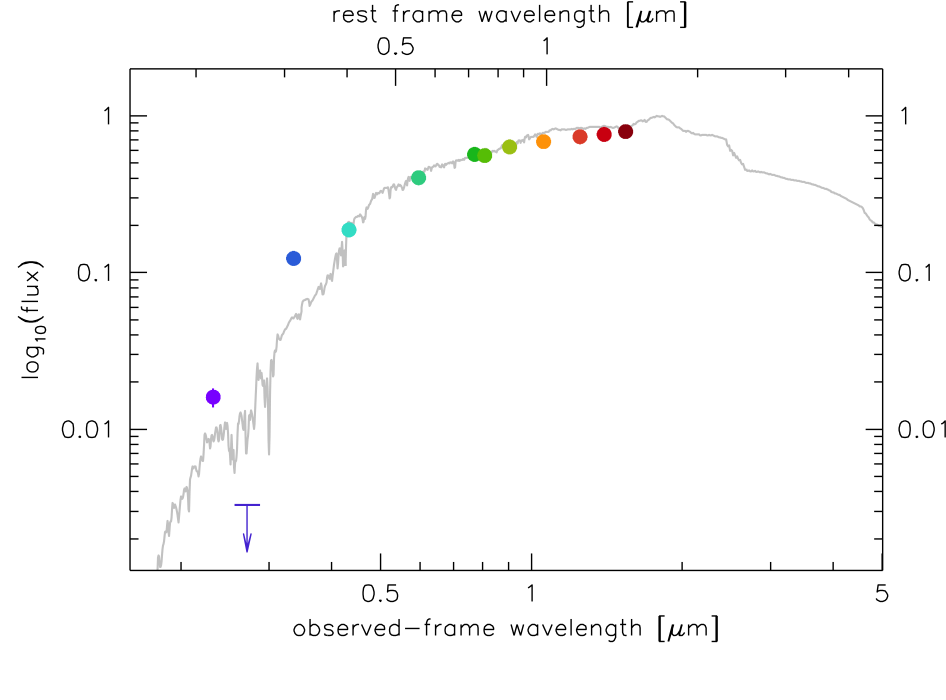 rest frame wavelength [μm]
0.5 1
1 1
0.1 0.1
0.01 0.01
log10(flux)
0.5 1 5
observed-frame wavelength [μm]